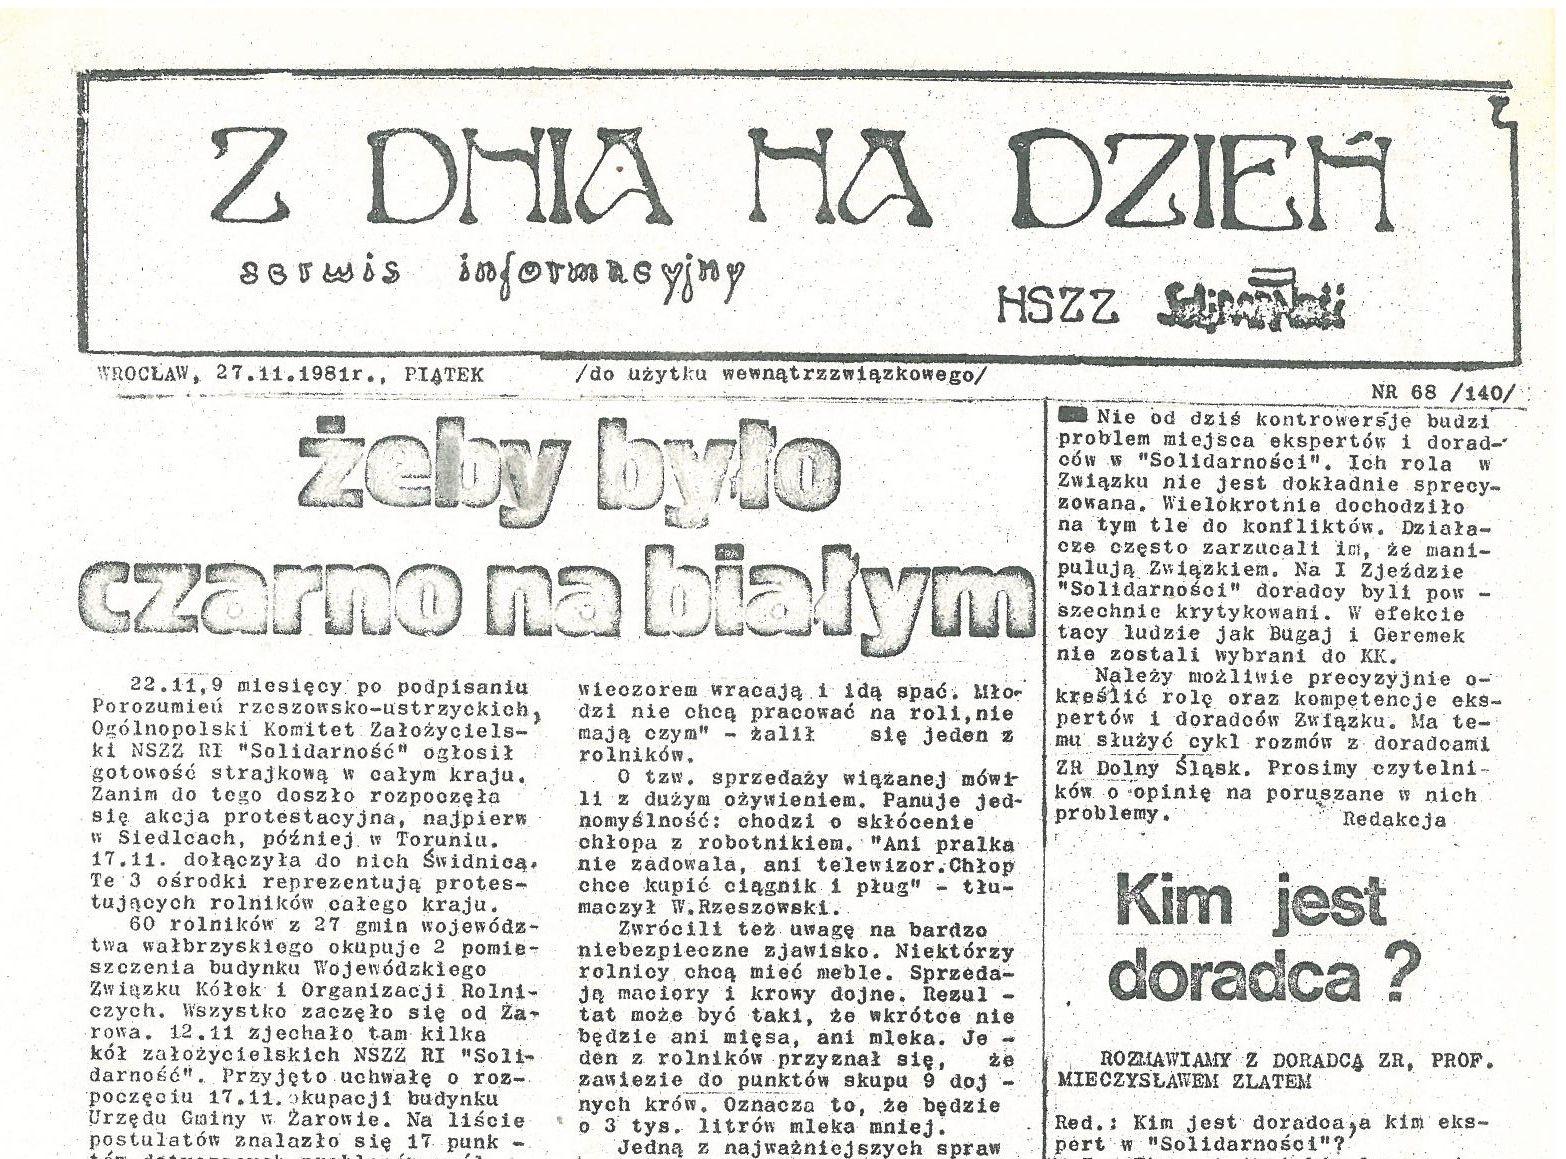 Z DNIA NA DZIEŃ
serwis informacyjny
NSZZ Solidarność
WROCŁAW, 27.11.1981r., PIĄTEK /do użytku wewnątrzzwiązkowego/
NR 68 /140/
żeby było
czarno na białym
22.11,9 miesięcy po podpisaniu
Porozumień rzeszowsko-ustrzyckich,
Ogólnopolski Komitet Założyciels-
ki NSZZ RI "Solidarność" ogłosił
gotowość strajkową w całym kraju.
Zanim do tego doszło rozpoczęła
się akcja protestacyjna, najpierw
w Siedlcach, później w Toruniu.
17.11. dołączyła do nich Świdnica.
Te 3 ośrodki reprezentują protes-
tujących rolników całego kraju.
60 rolników z 27 gmin wojewódz-
twa wałbrzyskiego okupuje 2 pomie-
szczenia budynku Wojewódzkiego
Związku Kółek i Organizacji Rolni-
czych. Wszystko zaczęło się od Ża-
rowa. 12.11 zjechało tam kilka
kół założycielskich NSZZ RI "Soli-
darność". Przyjęto uchwałę o roz-
poczęciu 17.11. okupacji budynku
Urzędu Gminy w Żarowie. Na liście
postulatów znalazło się 17 punk -
wieczorem wracają i idą spać. Mło-
dzi nie chcą pracować na roli,nie
mają czym" - żalił się jeden z
rolników.
O tzw. sprzedaży wiązanej mówi-
li z dużym ożywieniem. Panuje jed-
nomyślność: chodzi o skłócenie
chłopa z robotnikiem. "Ani pralka
nie zadowala, ani telewizor.Chłop
chce kupić ciągnik i pług" - tłu-
maczył W.Rzeszowski.
Zwrócili też uwagę na bardzo
niebezpieczne zjawisko. Niektórzy
rolnicy chcą mieć meble. Sprzeda-
ją maciory i krowy dojne. Rezul -
tat może być taki, że wkrótce nie
będzie ani mięsa, ani mleka. Je -
den z rolników przyznał się, że
zawiezie do punktów skupu 9 doj -
nych krów. Oznacza to, że będzie
o 3 tys. litrów mleka mniej.
Jedną z najważniejszych spraw
Nie od dziś kontrowersje budzi
problem miejsca ekspertów i dorad-
ców w "Solidarności". Ich rola w
Związku nie jest dokładnie sprecy-
zowana. Wielokrotnie dochodziło
na tym tle do konfliktów. Działa-
cze często zarzucali im, że mani-
pulują Związkiem. Na I Zjeździe
"Solidarności" doradcy byli pow -
szechnie krytykowani. W efekcie
tacy ludzie jak Bugaj i Geremek
nie zostali wybrani do KK.
Należy możliwie precyzyjnie o-
kreślić rolę oraz kompetencje eks-
pertów i doradców Związku. Ma te-
mu służyć cykl rozmów z doradcami
ZR Dolny Śląsk. Prosimy czytelni-
ków o opinię na poruszane w nich
problemy. Redakcja
Kim jest
doradca ?
ROZMAWIAMY Z DORADCĄ ZR, PROF.
MIECZYSŁAWEM ZLATEM
Red.: Kim jest doradca,a kim eks-
pert w "Solidarności"?